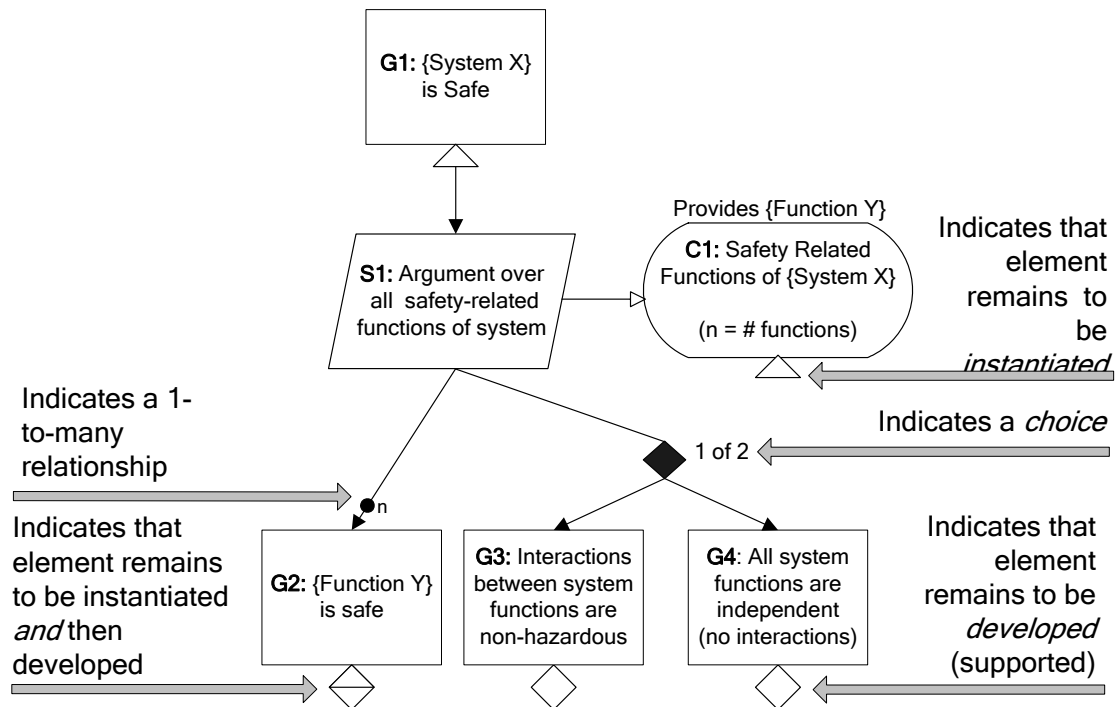 G1: {System X}
is Safe
Provides {Function Y}
C1: Safety Related
Functions of {System X}
(n = # functions)
S1: Argument over
all safety-related
functions of system
Indicates that
element
remains to
be
instantiated
Indicates a 1-
to-many
relationship
Indicates a choice
1 of 2
n
Indicates that
element remains
to be instantiated
and then
developed
G2: {Function Y}
is safe
G3: Interactions
between system
functions are
non-hazardous
G4: All system
functions are
independent
(no interactions)
Indicates that
element
remains to be
developed
(supported)